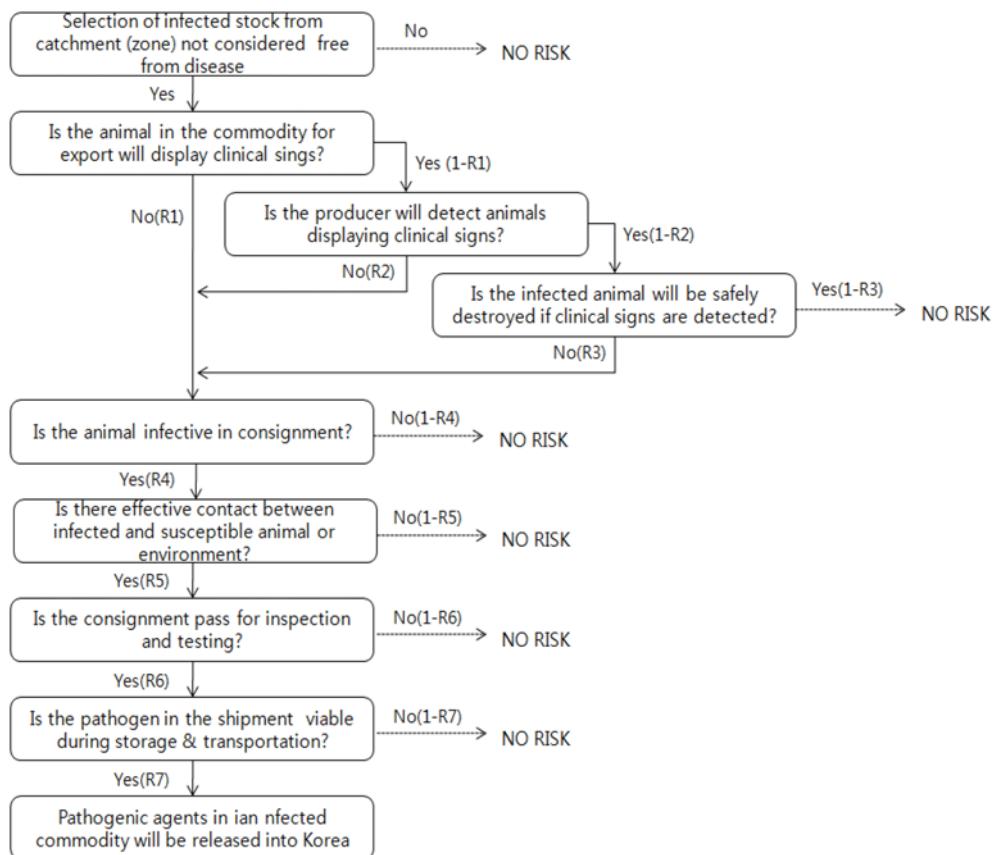 Selection of infected stock from
catchment (zone) not considered free
from disease
No
NO RISK
Yes
Is the animal in the commodity for
export will display clinical sings?
Yes (1-R1)
No(R1)
Is the producer will detect animals
displaying clinical signs?
Yes(1-R2)
No(R2)
Is the infected animal will be safely
destroyed if clinical signs are detected?
Yes(1-R3)
NO RISK
No(R3)
Is the animal infective in consignment?
No(1-R4)
NO RISK
Yes(R4)
Is there effective contact between
infected and susceptible animal or
environment?
No(1-R5)
NO RISK
Yes(R5)
Is the consignment pass for inspection
and testing?
No(1-R6)
NO RISK
Yes(R6)
Is the pathogen in the shipment viable
during storage & transportation?
No(1-R7)
NO RISK
Yes(R7)
Pathogenic agents in ian nfected
commodity will be released into Korea